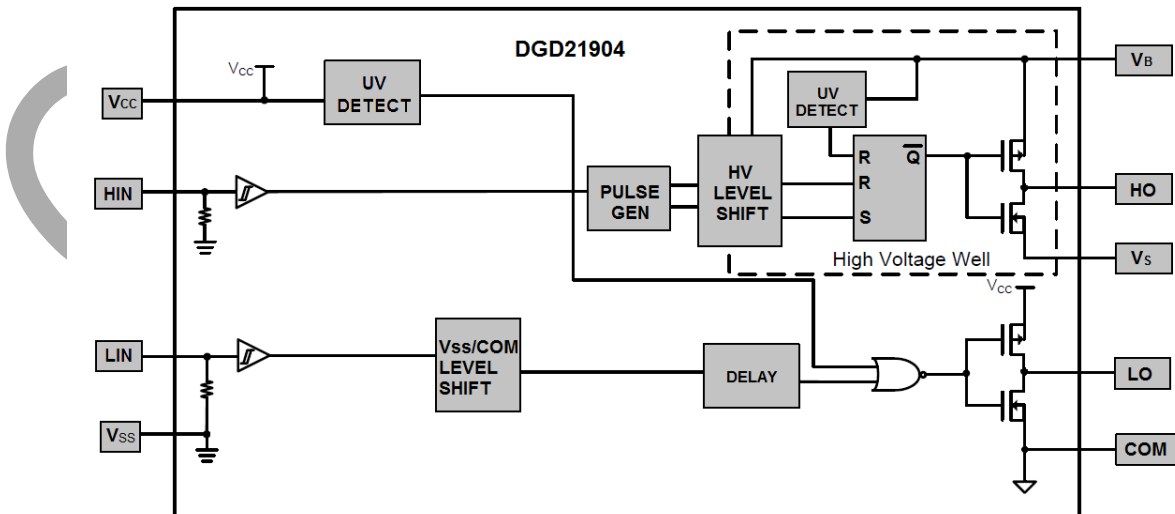 DGD21904
VB
VCC
UV
DETECT
VCC
UV
DETECT
HIN
PULSE
GEN
HV
LEVEL
SHIFT
R
Q̅
R
S
HO
High Voltage Well
VS
VCC
LIN
Vss/COM
LEVEL
SHIFT
DELAY
LO
VSS
COM